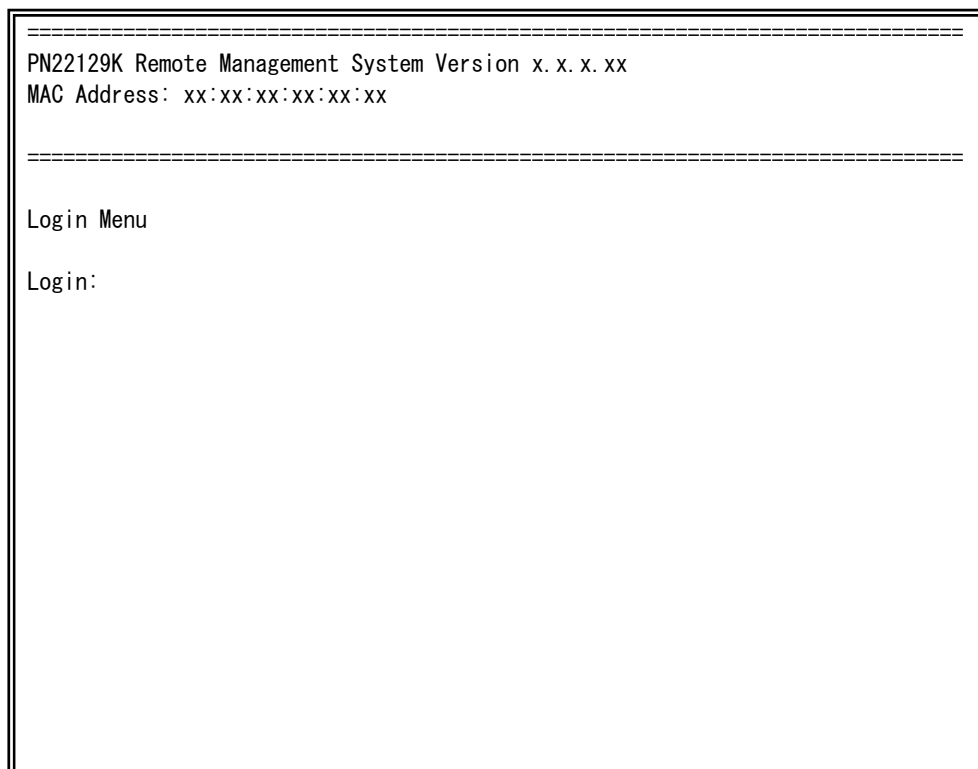 ==============================================================================
PN22129K Remote Management System Version x.x.x.xx
MAC Address: xx:xx:xx:xx:xx:xx
==============================================================================
Login Menu
Login: